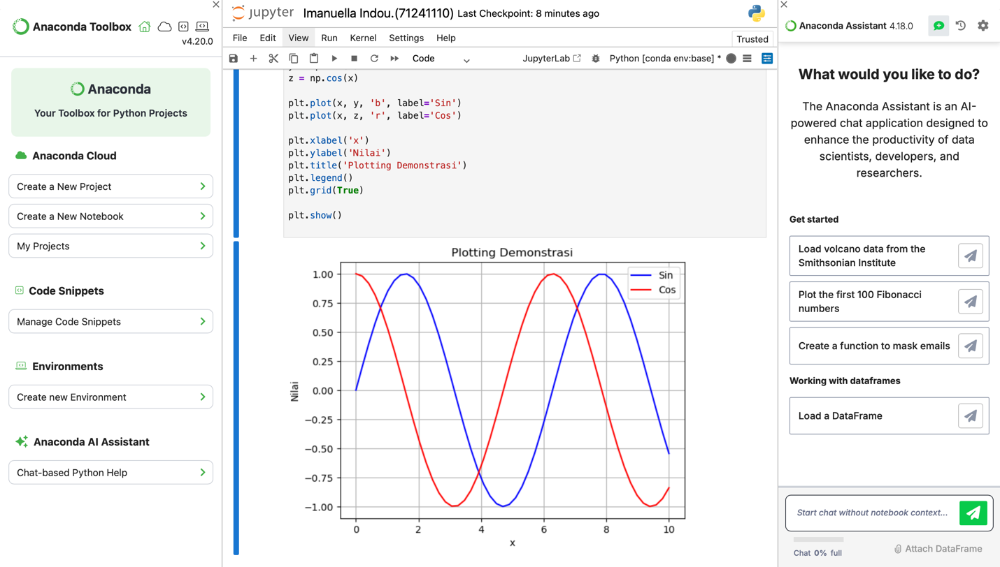 Anaconda Toolbox
v4.20.0
Anaconda
Your Toolbox for Python Projects
Anaconda Cloud
Create a New Project
Create a New Notebook
My Projects
Code Snippets
Manage Code Snippets
Environments
Create new Environment
Anaconda AI Assistant
Chat-based Python Help
jupyter Imanuella Indou.(71241110) Last Checkpoint: 8 minutes ago
File Edit View Run Kernel Settings Help
Trusted
Code JupyterLab Python [conda env:base] *
z = np.cos(x)
plt.plot(x, y, 'b', label='Sin')
plt.plot(x, z, 'r', label='Cos')
plt.xlabel('x')
plt.ylabel('Nilai')
plt.title('Plotting Demonstrasi')
plt.legend()
plt.grid(True)
plt.show()
Plotting Demonstrasi
Sin
Cos
1.00
0.75
0.50
0.25
0.00
−0.25
−0.50
−0.75
−1.00
Nilai
0 2 4 6 8 10
x
Anaconda Assistant 4.18.0
What would you like to do?
The Anaconda Assistant is an AI-
powered chat application designed to
enhance the productivity of data
scientists, developers, and
researchers.
Get started
Load volcano data from the
Smithsonian Institute
Plot the first 100 Fibonacci
numbers
Create a function to mask emails
Working with dataframes
Load a DataFrame
Start chat without notebook context...
Chat 0% full
Attach DataFrame